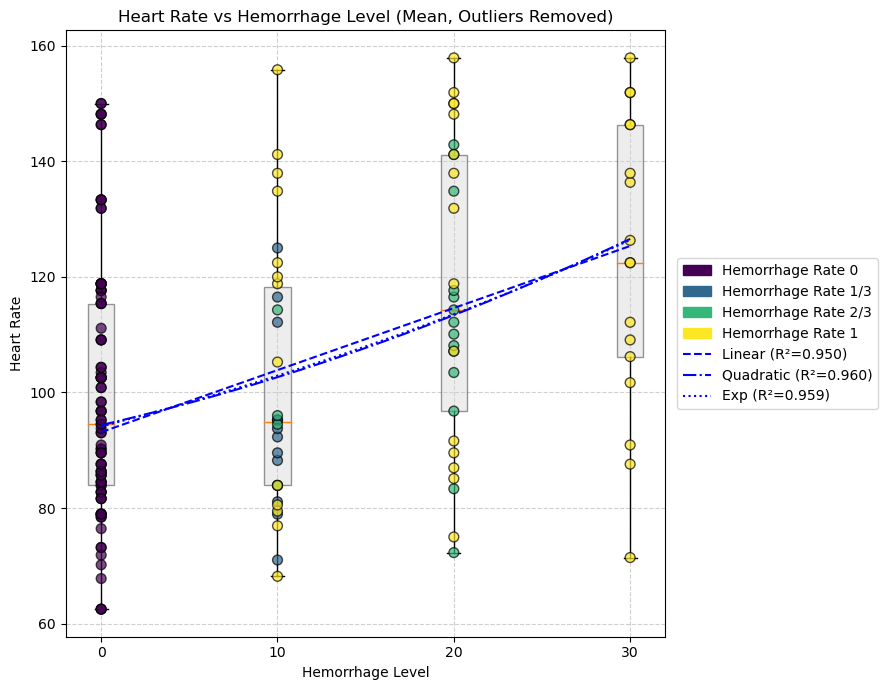 Heart Rate vs Hemorrhage Level (Mean, Outliers Removed)
160
140
120
100
80
60
Heart Rate
0
10
20
30
Hemorrhage Level
Hemorrhage Rate 0
Hemorrhage Rate 1/3
Hemorrhage Rate 2/3
Hemorrhage Rate 1
Linear (R²=0.950)
Quadratic (R²=0.960)
Exp (R²=0.959)